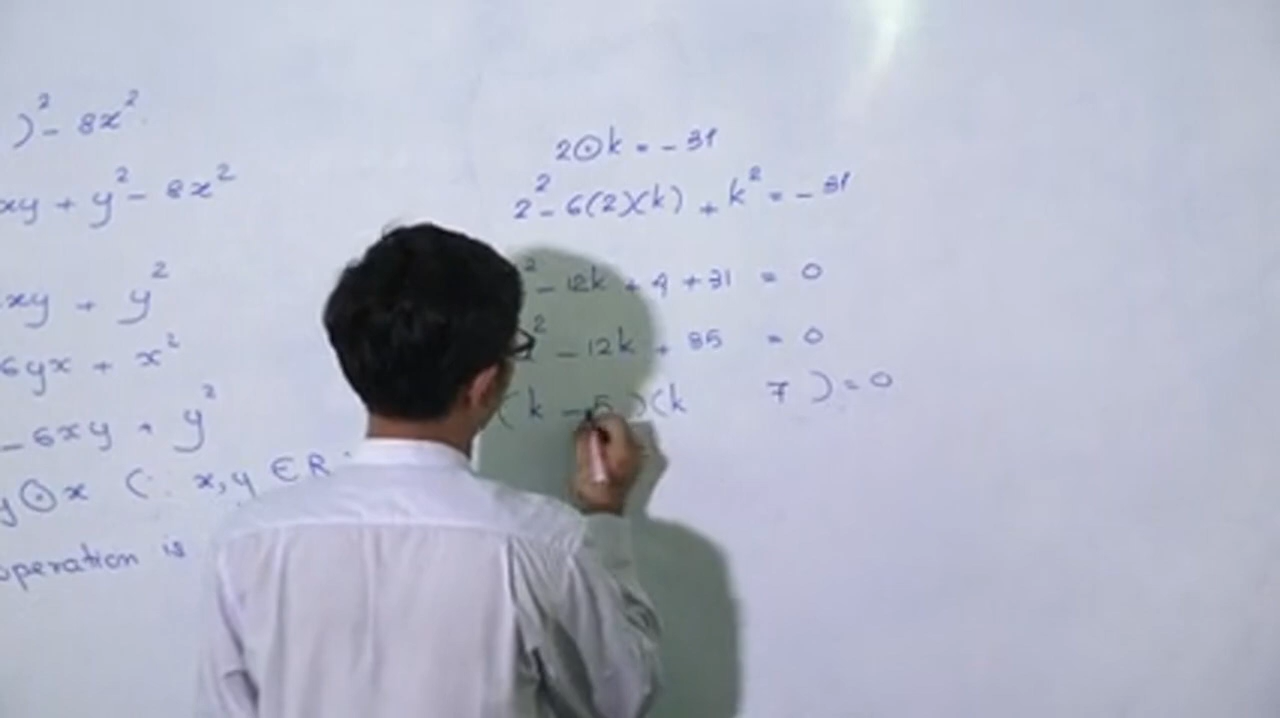 )² - 8x²
xy + y² - 8x²
xy + y²
6yx + x²
- 6xy + y²
y⊙x (∵ x,y ∈ R
operation is
2⊙k = -31
2² - 6(2)(k) + k² = -31
² - 12k + 4 + 31 = 0
² - 12k + 35 = 0
(k - 5)(k 7) = 0